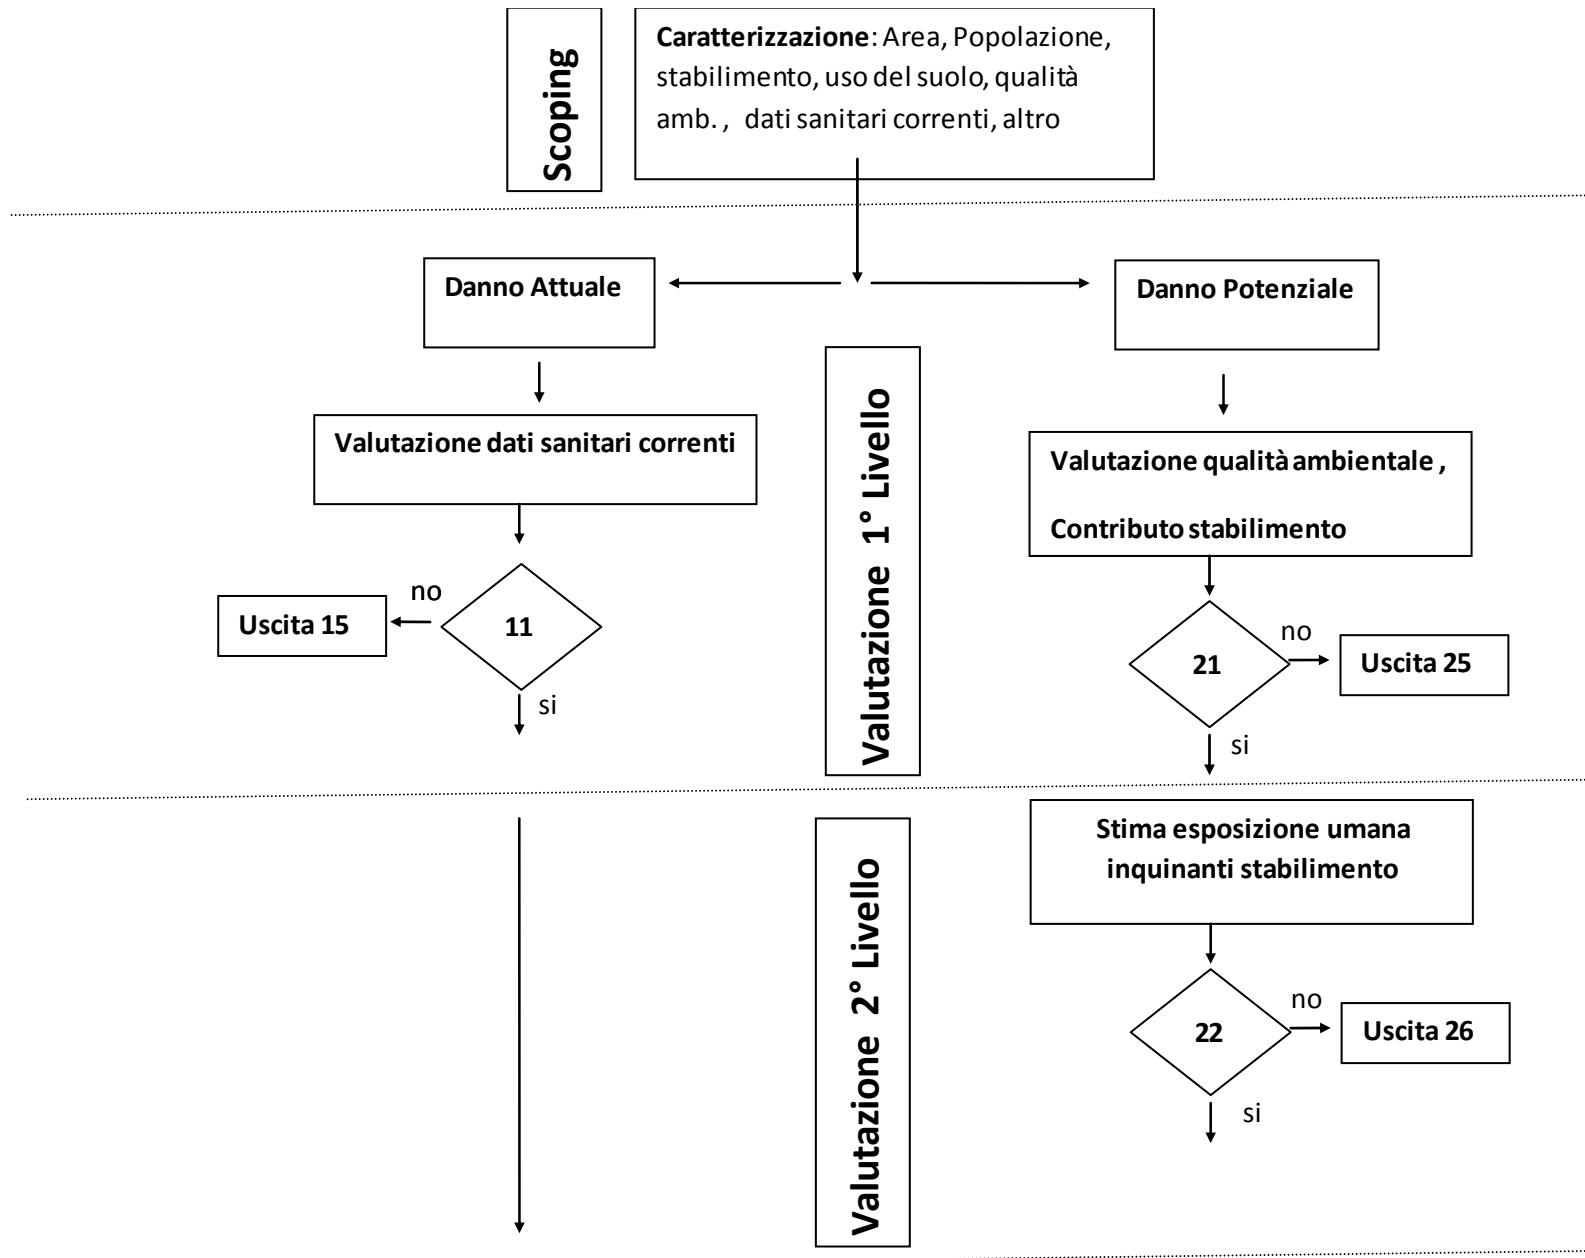 Scoping
Caratterizzazione: Area, Popolazione,
stabilimento, uso del suolo, qualità
amb. , dati sanitari correnti, altro
Danno Attuale
Danno Potenziale
Valutazione 1° Livello
Valutazione dati sanitari correnti
Valutazione qualità ambientale ,
Contributo stabilimento
no
Uscita 15
11
si
no
21
Uscita 25
si
Valutazione 2° Livello
Stima esposizione umana
inquinanti stabilimento
no
22
Uscita 26
si